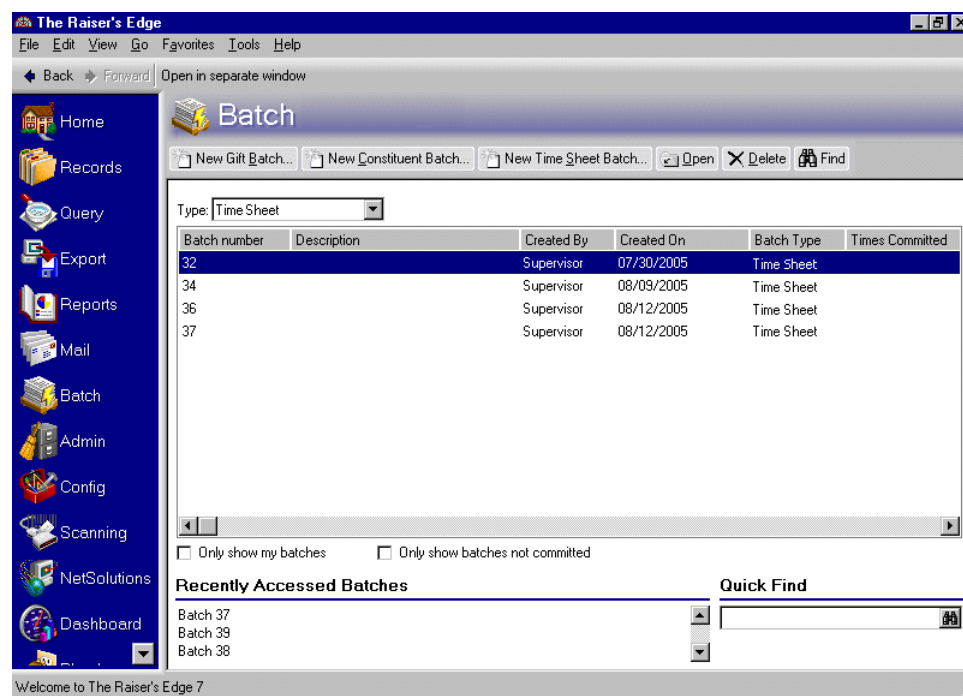 The Raiser's Edge
File Edit View Go Favorites Tools Help
Back Forward Open in separate window
Batch
New Gift Batch... New Constituent Batch... New Time Sheet Batch... Open Delete Find
Home
Records
Query
Export
Reports
Mail
Batch
Admin
Config
Scanning
NetSolutions
Dashboard
Type: Time Sheet
Batch number Description Created By Created On Batch Type Times Committed
32 Supervisor 07/30/2005 Time Sheet
34 Supervisor 08/09/2005 Time Sheet
36 Supervisor 08/12/2005 Time Sheet
37 Supervisor 08/12/2005 Time Sheet
Only show my batches Only show batches not committed
Recently Accessed Batches Quick Find
Batch 37
Batch 39
Batch 38
Welcome to The Raiser's Edge 7